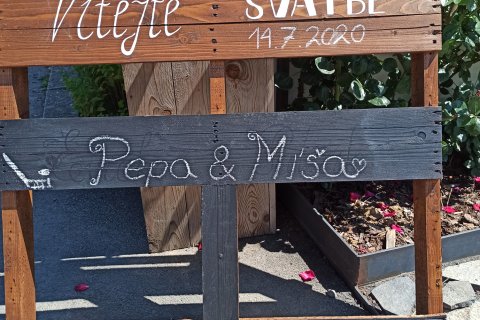 Vítejte
SVATBĚ
14.7.2020
Pepa & Míša